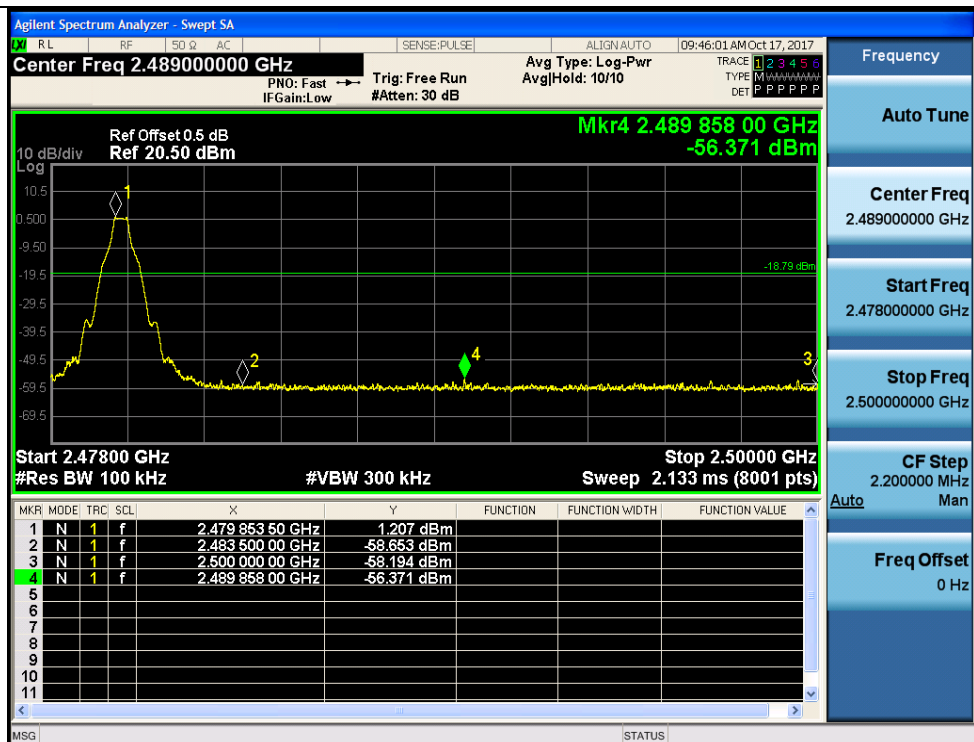 Agilent Spectrum Analyzer - Swept SA
LXI RL RF 50 Ω AC SENSE:PULSE ALIGN AUTO 09:46:01 AM Oct 17, 2017
Center Freq 2.489000000 GHz
PNO: Fast
IFGain:Low
Trig: Free Run
#Atten: 30 dB
Avg Type: Log-Pwr
Avg|Hold: 10/10
TRACE 1 2 3 4 5 6
TYPE M
DET P P P P P P
Ref Offset 0.5 dB
10 dB/div Ref 20.50 dBm
Log
Mkr4 2.489 858 00 GHz
-56.371 dBm
10.5
0.500
-9.50
-19.5
-29.5
-39.5
-49.5
-59.5
-69.5
1
2
4
3
-18.79 dBm
Start 2.47800 GHz Stop 2.50000 GHz
#Res BW 100 kHz #VBW 300 kHz Sweep 2.133 ms (8001 pts)
MKR MODE TRC SCL X Y FUNCTION FUNCTION WIDTH FUNCTION VALUE
1 N 1 f 2.479 853 50 GHz 1.207 dBm
2 N 1 f 2.483 500 00 GHz -58.653 dBm
3 N 1 f 2.500 000 00 GHz -58.194 dBm
4 N 1 f 2.489 858 00 GHz -56.371 dBm
5
6
7
8
9
10
11
MSG STATUS
Frequency
Auto Tune
Center Freq
2.489000000 GHz
Start Freq
2.478000000 GHz
Stop Freq
2.500000000 GHz
CF Step
2.200000 MHz
Auto Man
Freq Offset
0 Hz